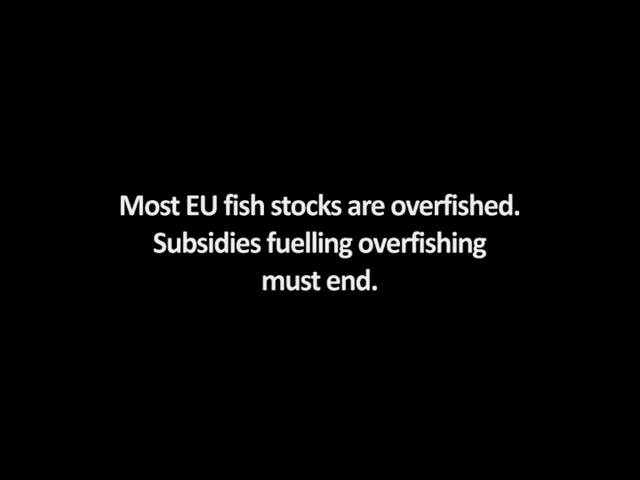 Most EU fish stocks are overfished.
Subsidies fuelling overfishing
must end.